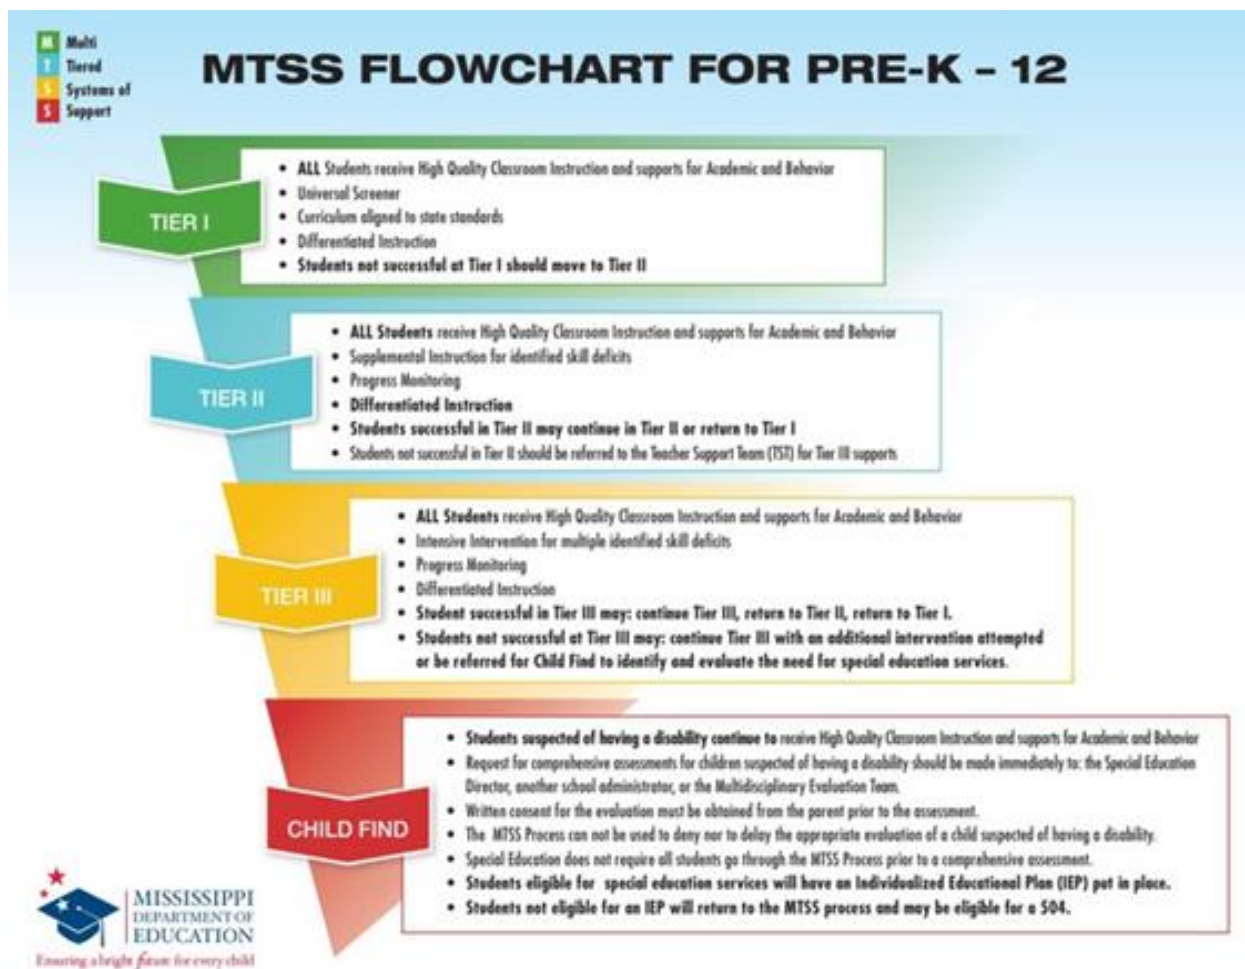 M Multi
T Tiered
S Systems of
S Support
MTSS FLOWCHART FOR PRE-K – 12
TIER I
• ALL Students receive High Quality Classroom Instruction and supports for Academic and Behavior
• Universal Screener
• Curriculum aligned to state standards
• Differentiated Instruction
• Students not successful at Tier I should move to Tier II
TIER II
• ALL Students receive High Quality Classroom Instruction and supports for Academic and Behavior
• Supplemental Instruction for identified skill deficits
• Progress Monitoring
• Differentiated Instruction
• Students successful in Tier II may continue in Tier II or return to Tier I
• Students not successful in Tier II should be referred to the Teacher Support Team (TST) for Tier III supports
TIER III
• ALL Students receive High Quality Classroom Instruction and supports for Academic and Behavior
• Intensive Intervention for multiple identified skill deficits
• Progress Monitoring
• Differentiated Instruction
• Student successful in Tier III may: continue Tier III, return to Tier II, return to Tier I.
• Students not successful at Tier III may: continue Tier III with an additional intervention attempted
or be referred for Child Find to identify and evaluate the need for special education services.
CHILD FIND
• Students suspected of having a disability continue to receive High Quality Classroom Instruction and supports for Academic and Behavior
• Request for comprehensive assessments for children suspected of having a disability should be made immediately to: the Special Education
Director, another school administrator, or the Multidisciplinary Evaluation Team.
• Written consent for the evaluation must be obtained from the parent prior to the assessment.
• The MTSS Process can not be used to deny nor to delay the appropriate evaluation of a child suspected of having a disability.
• Special Education does not require all students go through the MTSS Process prior to a comprehensive assessment.
• Students eligible for special education services will have an Individualized Educational Plan (IEP) put in place.
• Students not eligible for an IEP will return to the MTSS process and may be eligible for a 504.
MISSISSIPPI
DEPARTMENT OF
EDUCATION
Ensuring a bright future for every child